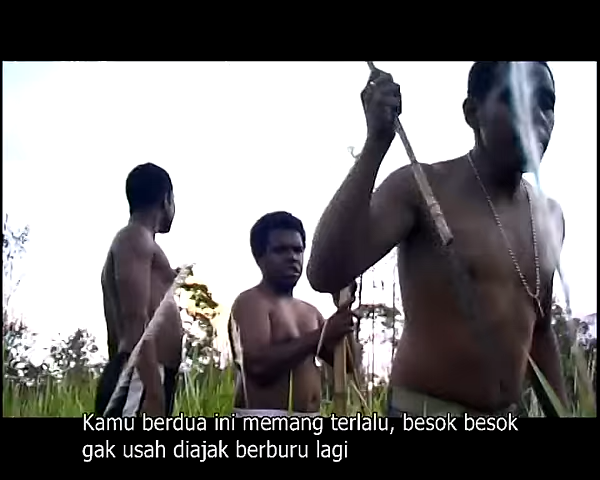 Kamu berdua ini memang terlalu, besok besok
gak usah diajak berburu lagi